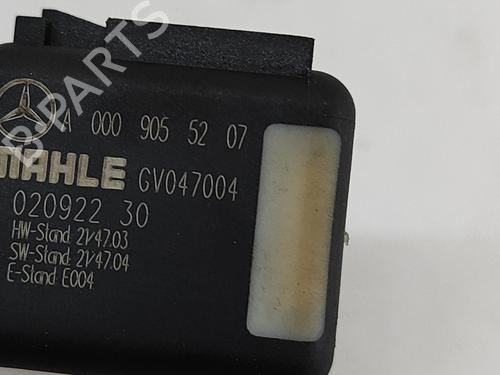 B-PARTS
A 000 905 52 07
MAHLE GV047004
020922 30
HW-Stand 21/47.03
SW-Stand 21/47.04
E-Stand E004